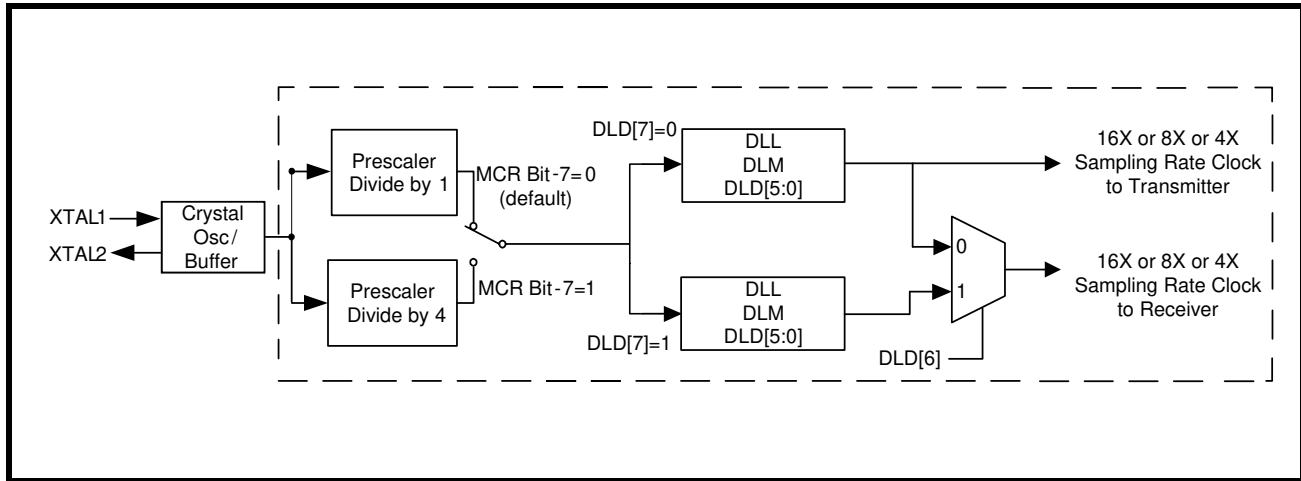 XTAL1
XTAL2
Crystal
Osc/
Buffer
Prescaler
Divide by 1
Prescaler
Divide by 4
MCR Bit-7=0
(default)
MCR Bit-7=1
DLD[7]=0
DLL
DLM
DLD[5:0]
DLD[7]=1
DLL
DLM
DLD[5:0]
0
1
DLD[6]
16X or 8X or 4X
Sampling Rate Clock
to Transmitter
16X or 8X or 4X
Sampling Rate Clock
to Receiver